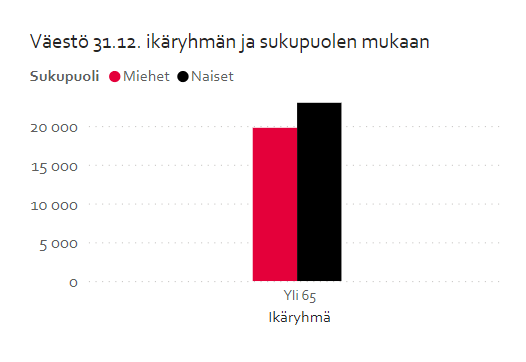 Väestö 31.12. ikäryhmän ja sukupuolen mukaan
Sukupuoli Miehet Naiset
20 000
15 000
10 000
5 000
0
Yli 65
Ikäryhmä